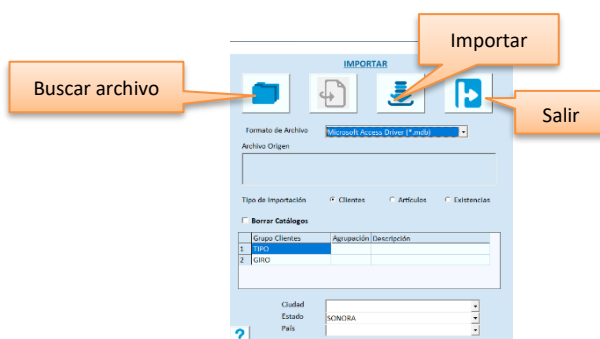 Importar
IMPORTAR
Buscar archivo
Salir
Formato de Archivo Microsoft Access Driver (*.mdb)
Archivo Origen
Tipo de Importación Clientes Artículos Existencias
Borrar Catálogos
Grupo Clientes Agrupación Descripción
1 TIPO
2 GIRO
Ciudad
Estado SONORA
País
?